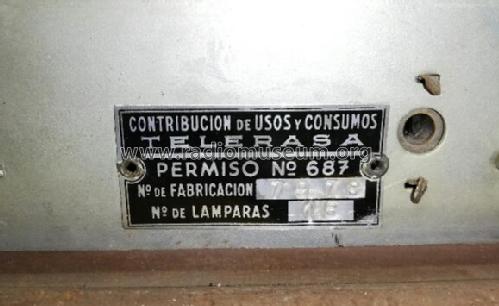 CONTRIBUCION DE USOS Y CONSUMOS
TELERASA
www.radiomuseum.org
PERMISO Nº 687
Nº DE FABRICACION
Nº DE LAMPARAS